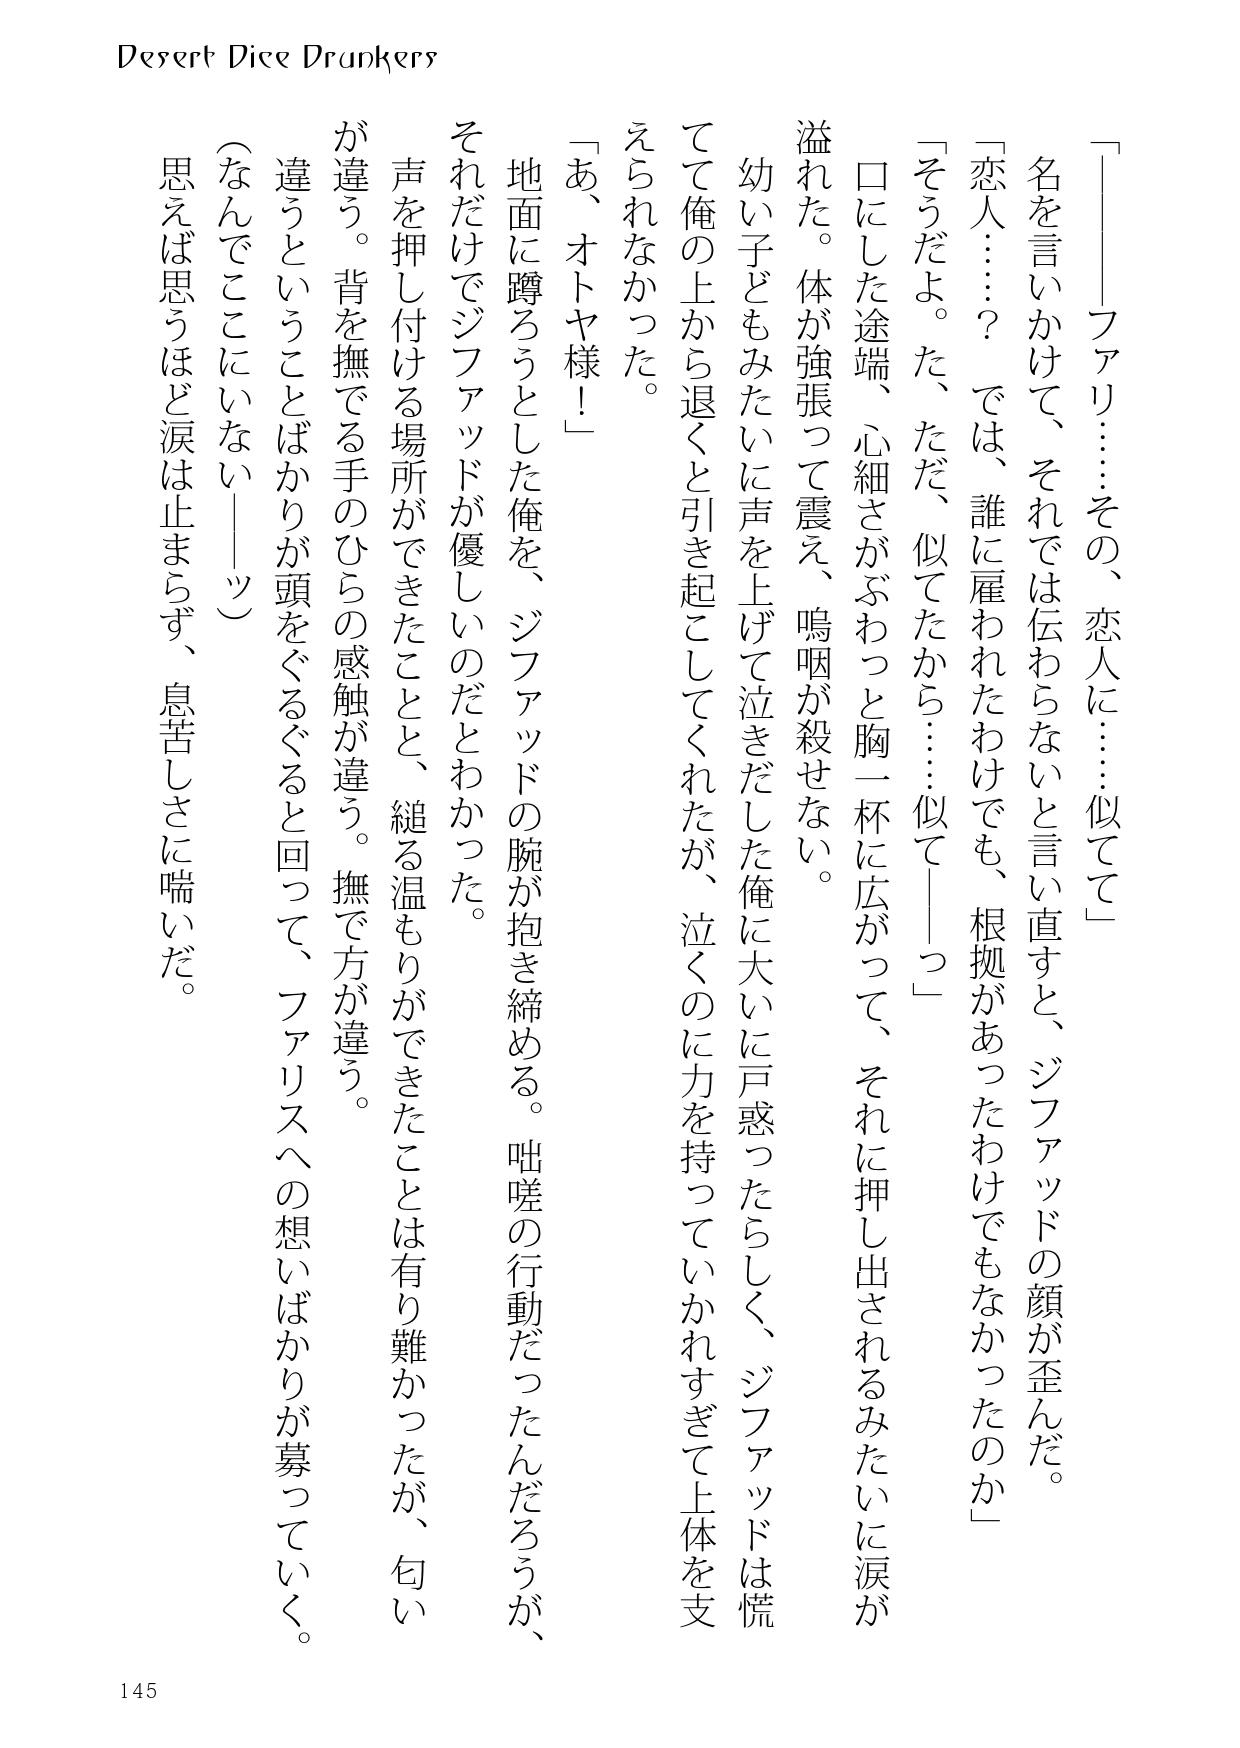 Desert Dice Drunkers
「――――ファリ……その、恋人に……似てて」
名を言いかけて、それでは伝わらないと言い直すと、ジファッドの顔が歪んだ。
「恋人……？　では、誰に雇われたわけでも、根拠があったわけでもなかったのか」
「そうだよ。た、ただ、似てたから……似て――っ」
口にした途端、心細さがぶわっと胸一杯に広がって、それに押し出されるみたいに涙が
溢れた。体が強張って震え、嗚咽が殺せない。
幼い子どもみたいに声を上げて泣きだした俺に大いに戸惑ったらしく、ジファッドは慌
てて俺の上から退くと引き起こしてくれたが、泣くのに力を持っていかれすぎて上体を支
えられなかった。
「あ、オトヤ様！」
地面に蹲ろうとした俺を、ジファッドの腕が抱き締める。咄嗟の行動だったんだろうが、
それだけでジファッドが優しいのだとわかった。
声を押し付ける場所ができたことと、縋る温もりができたことは有り難かったが、匂い
が違う。背を撫でる手のひらの感触が違う。撫で方が違う。
違うということばかりが頭をぐるぐると回って、ファリスへの想いばかりが募っていく。
（なんでここにいない――ッ）
思えば思うほど涙は止まらず、息苦しさに喘いだ。
145